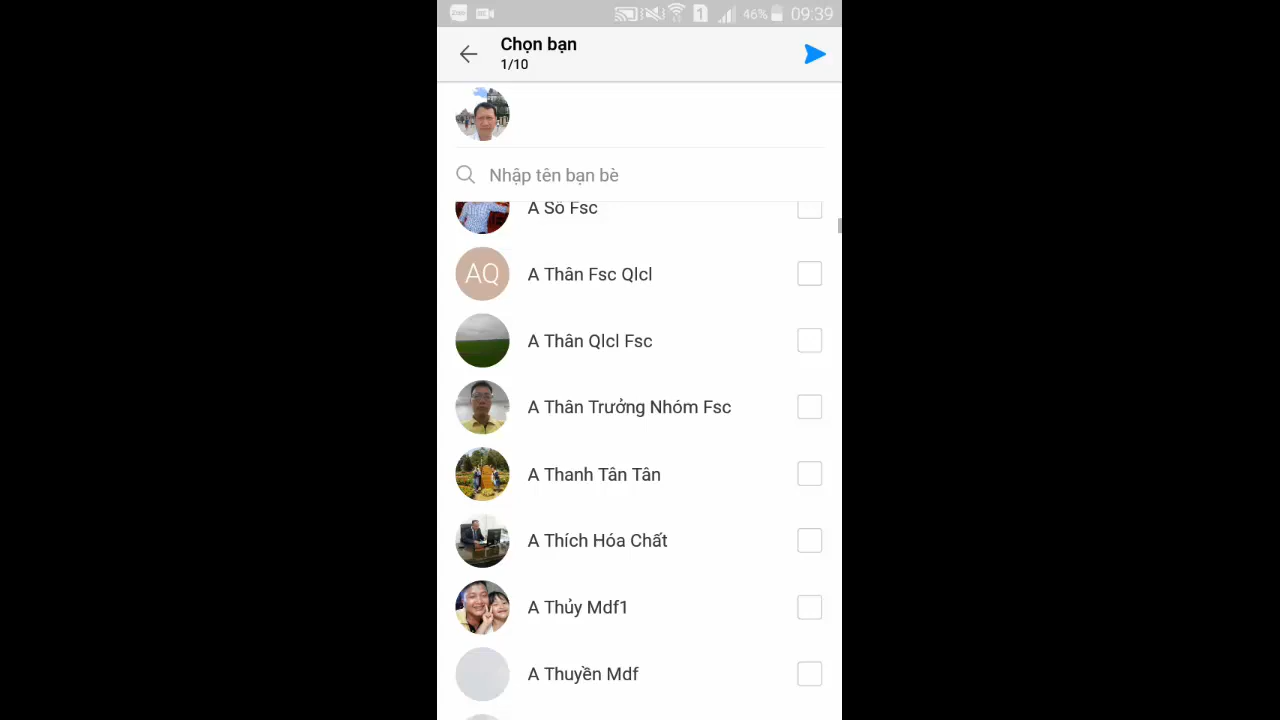 46% 09:39
Chọn bạn
1/10
Nhập tên bạn bè
A Sô Fsc
AQ A Thân Fsc Qlcl
A Thân Qlcl Fsc
A Thân Trưởng Nhóm Fsc
A Thanh Tân Tân
A Thích Hóa Chất
A Thủy Mdf1
A Thuyền Mdf